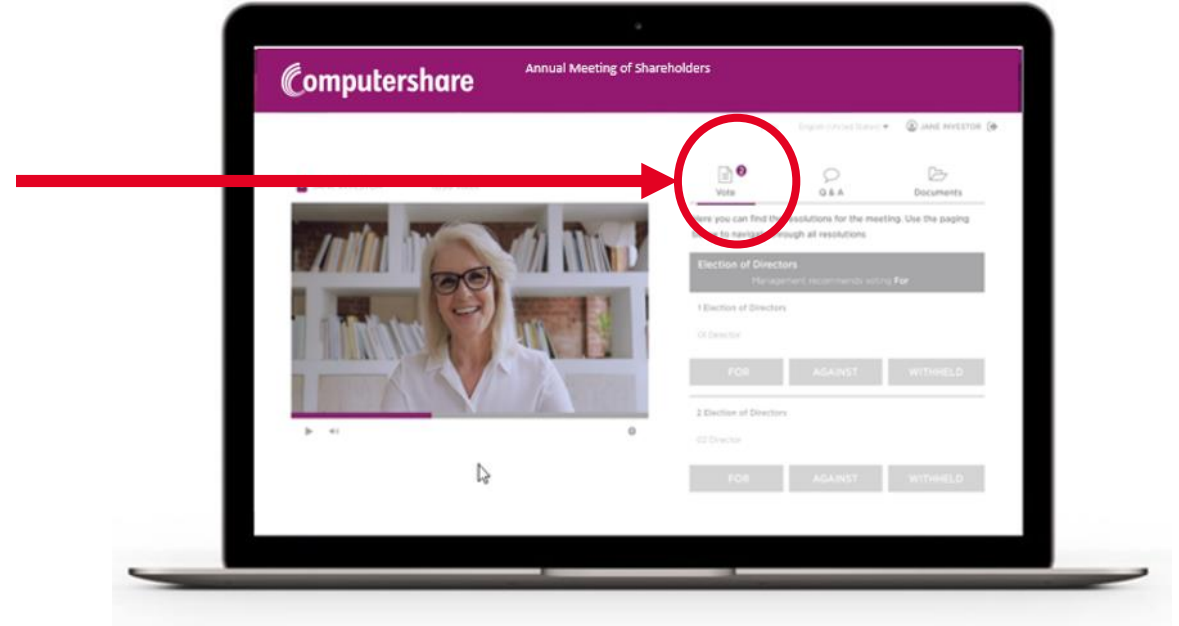 Computershare
Annual Meeting of Shareholders
JANE INVESTOR
2
Vote
Q & A
Documents
Here you can find the resolutions for the meeting. Use the paging
to navigate through all resolutions
Election of Directors
Management recommends voting For
1 Election of Directors
01 Director
FOR
AGAINST
WITHHELD
2 Election of Directors
02 Director
FOR
AGAINST
WITHHELD